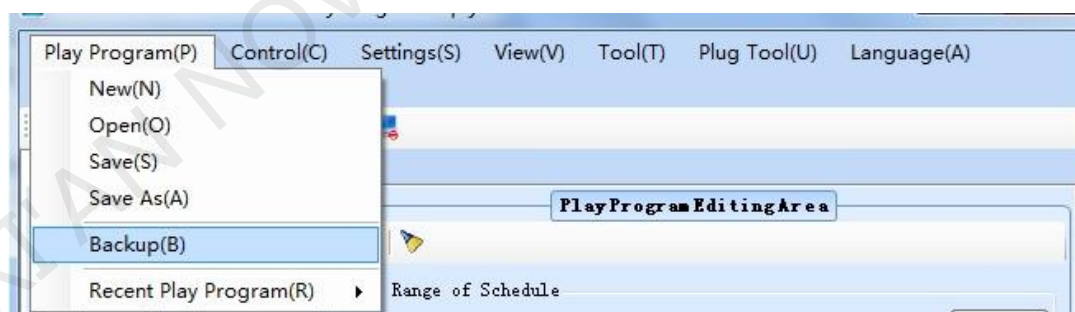 Play Program(P) Control(C) Settings(S) View(V) Tool(T) Plug Tool(U) Language(A)
New(N)
Open(O)
Save(S)
Save As(A)
PlayProgramEditingArea
Backup(B)
Recent Play Program(R)
Range of Schedule